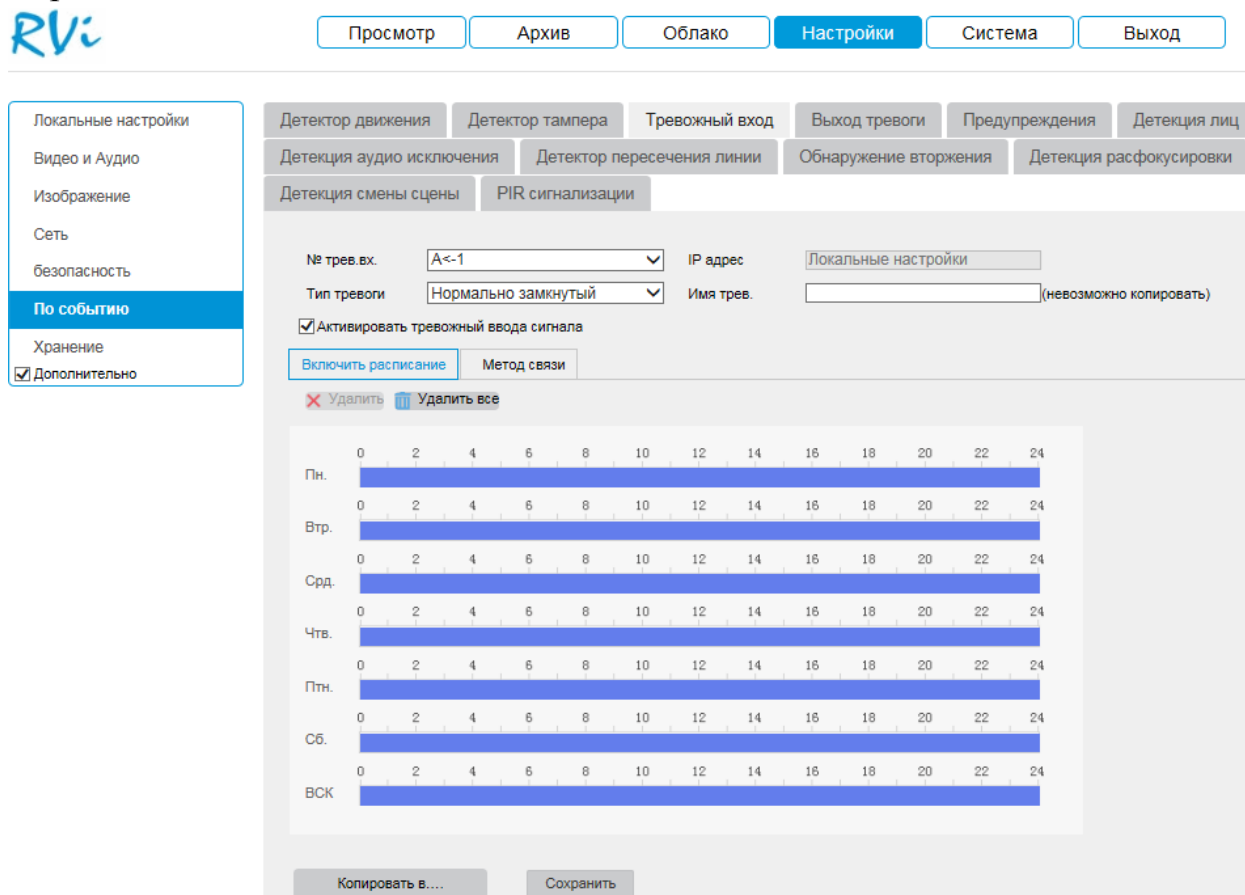 RVi Просмотр Архив Облако Настройки Система Выход
Локальные настройки
Видео и Аудио
Изображение
Сеть
безопасность
По событию
Хранение
Дополнительно
Детектор движения Детектор тампера Тревожный вход Выход тревоги Предупреждения Детекция лиц
Детекция аудио исключения Детектор пересечения линии Обнаружение вторжения Детекция расфокусировки
Детекция смены сцены PIR сигнализации
№ трев.вх. A<-1 IP адрес Локальные настройки
Тип тревоги Нормально замкнутый Имя трев. (невозможно копировать)
Активировать тревожный ввода сигнала
Включить расписание Метод связи
Удалить Удалить все
0 2 4 6 8 10 12 14 16 18 20 22 24
Пн.
0 2 4 6 8 10 12 14 16 18 20 22 24
Втр.
0 2 4 6 8 10 12 14 16 18 20 22 24
Срд.
0 2 4 6 8 10 12 14 16 18 20 22 24
Чтв.
0 2 4 6 8 10 12 14 16 18 20 22 24
Птн.
0 2 4 6 8 10 12 14 16 18 20 22 24
Сб.
0 2 4 6 8 10 12 14 16 18 20 22 24
ВСК
Копировать в.... Сохранить